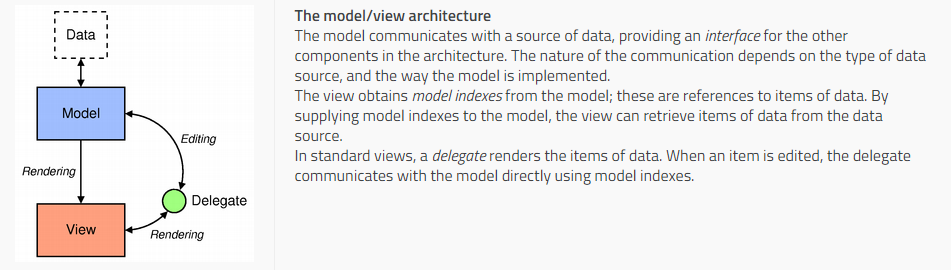 Data
Model
Editing
Rendering
Delegate
View
Rendering
The model/view architecture
The model communicates with a source of data, providing an interface for the other
components in the architecture. The nature of the communication depends on the type of data
source, and the way the model is implemented.
The view obtains model indexes from the model; these are references to items of data. By
supplying model indexes to the model, the view can retrieve items of data from the data
source.
In standard views, a delegate renders the items of data. When an item is edited, the delegate
communicates with the model directly using model indexes.